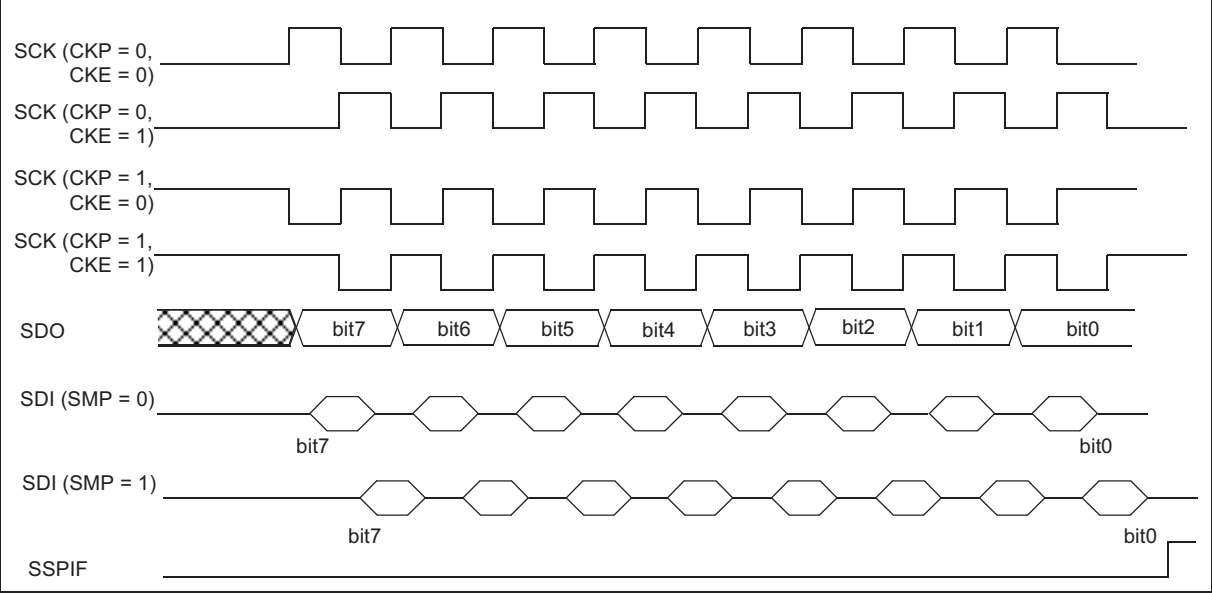 SCK (CKP = 0,
CKE = 0)
SCK (CKP = 0,
CKE = 1)
SCK (CKP = 1,
CKE = 0)
SCK (CKP = 1,
CKE = 1)
SDO bit7 bit6 bit5 bit4 bit3 bit2 bit1 bit0
SDI (SMP = 0)
bit7 bit0
SDI (SMP = 1)
bit7 bit0
SSPIF